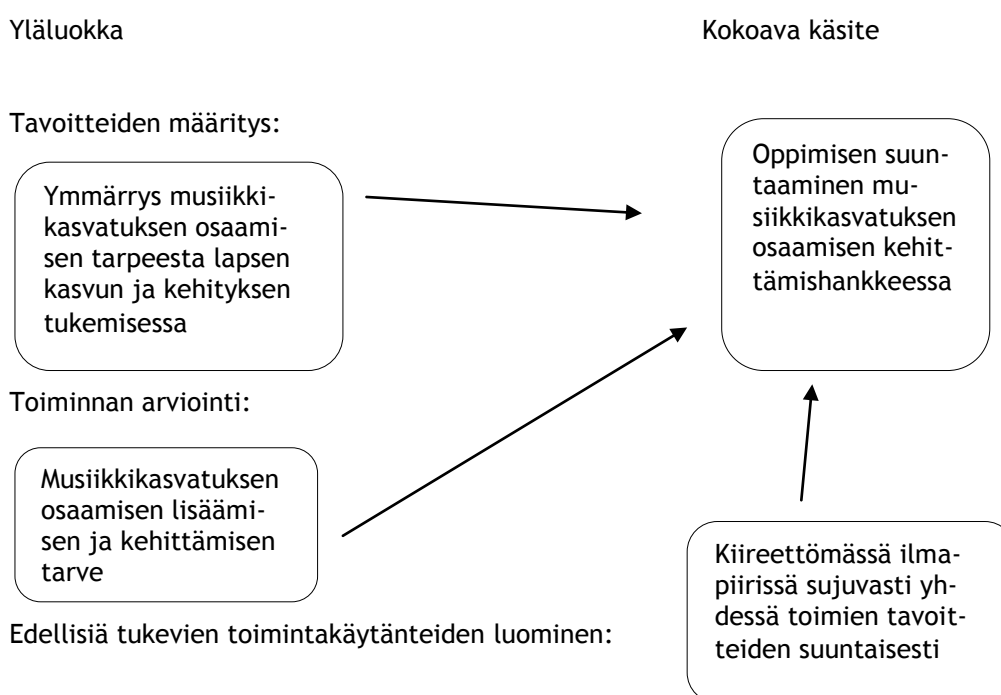 Yläluokka
Kokoava käsite
Tavoitteiden määritys:
Ymmärrys musiikki-
kasvatuksen osaami-
sen tarpeesta lapsen
kasvun ja kehityksen
tukemisessa
Oppimisen suun-
taaminen mu-
siikkikasvatuksen
osaamisen kehit-
tämishankkeessa
Toiminnan arviointi:
Musiikkikasvatuksen
osaamisen lisäämi-
sen ja kehittämisen
tarve
Kiireettömässä ilma-
piirissä sujuvasti yh-
dessä toimien tavoit-
teiden suuntaisesti
Edellisiä tukevien toimintakäytänteiden luominen: